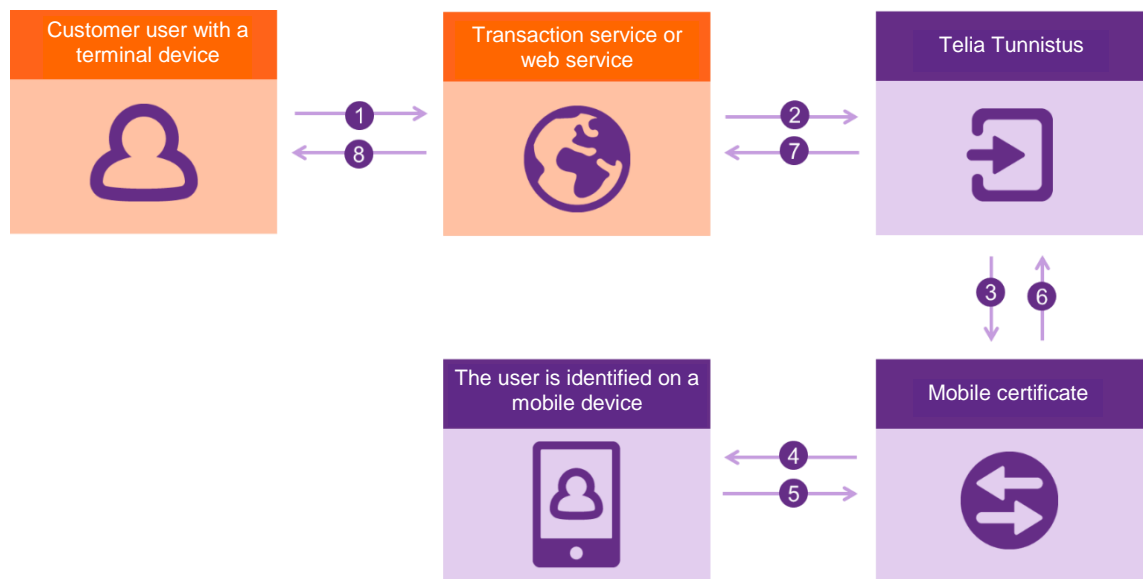 Customer user with a
terminal device
Transaction service or
web service
Telia Tunnistus
1
8
2
7
3
6
The user is identified on a
mobile device
Mobile certificate
4
5